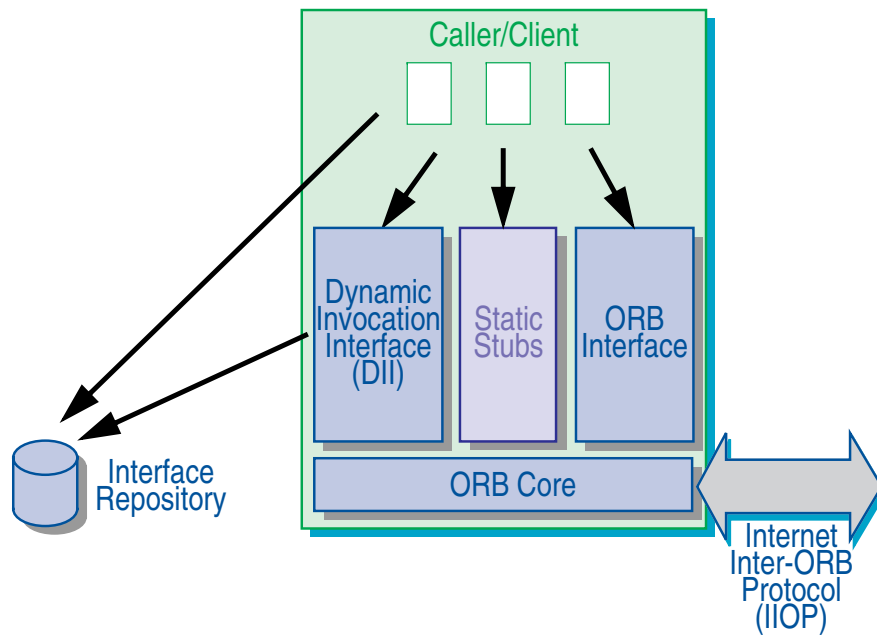 Caller/Client
Dynamic
Invocation
Interface
(DII)
Static
Stubs
ORB
Interface
Interface
Repository
ORB Core
Internet
Inter-ORB
Protocol
(IIOP)